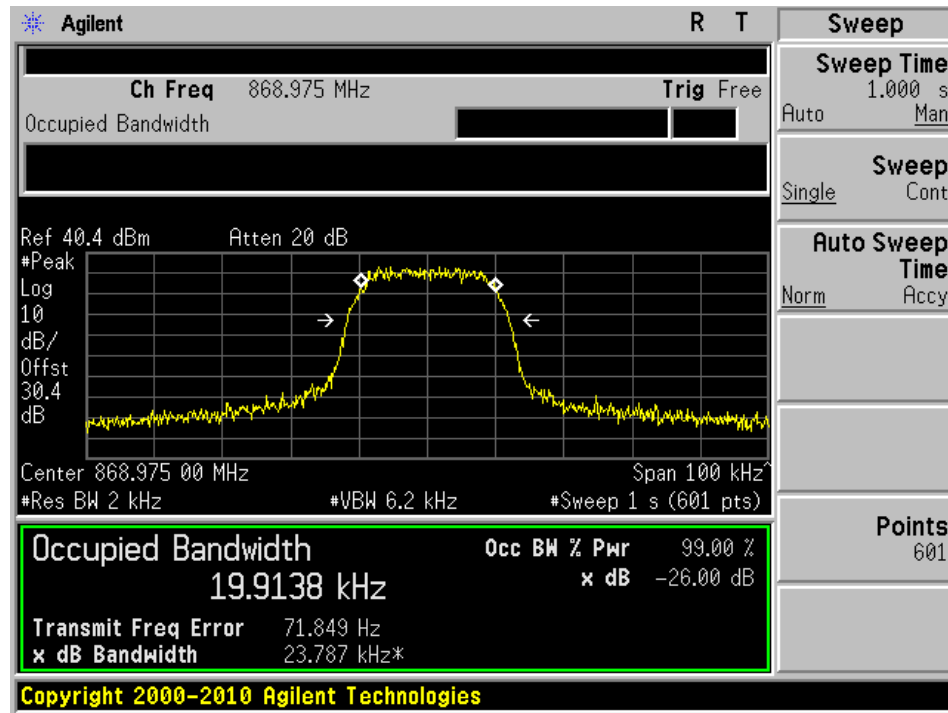 Agilent R T
Ch Freq 868.975 MHz Trig Free
Occupied Bandwidth
Ref 40.4 dBm Atten 20 dB
#Peak
Log
10
dB/
Offst
30.4
dB
Center 868.975 00 MHz Span 100 kHz^
#Res BW 2 kHz #VBW 6.2 kHz #Sweep 1 s (601 pts)
Occupied Bandwidth Occ BW % Pwr 99.00 %
19.9138 kHz x dB -26.00 dB
Transmit Freq Error 71.849 Hz
x dB Bandwidth 23.787 kHz*
Copyright 2000-2010 Agilent Technologies
Sweep
Sweep Time
1.000 s
Auto Man
Sweep
Single Cont
Auto Sweep
Time
Norm Accy
Points
601